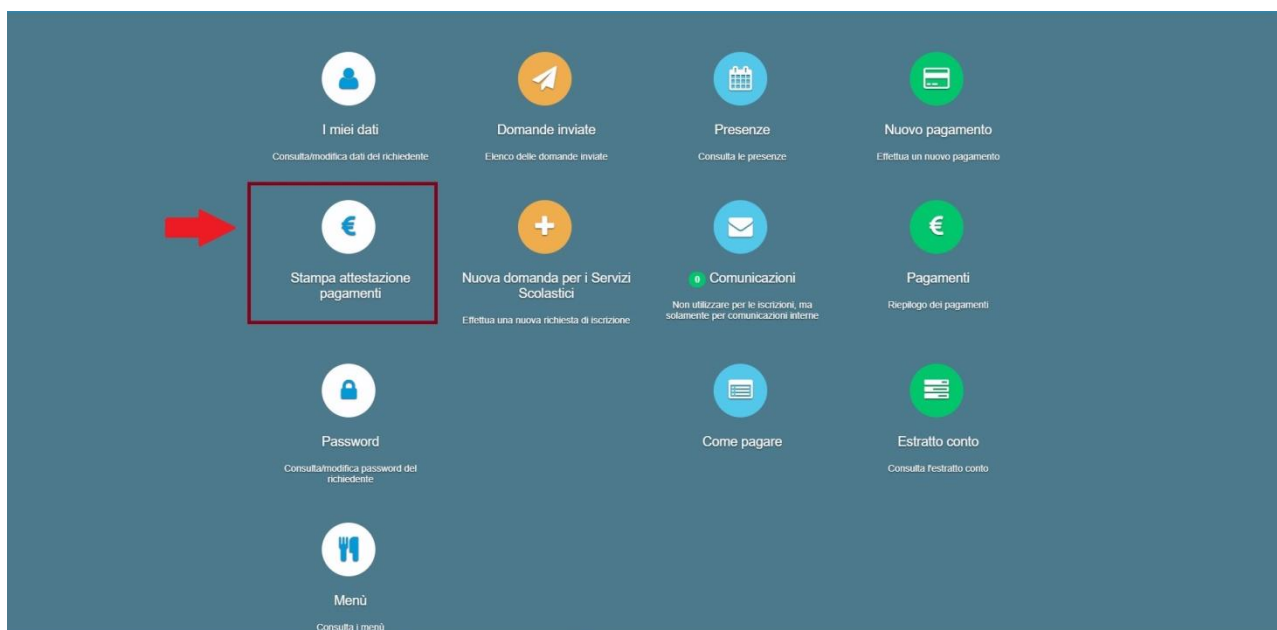 I miei dati
Consulta/modifica dati del richiedente
Domande inviate
Elenco delle domande inviate
Presenze
Consulta le presenze
Nuovo pagamento
Effettua un nuovo pagamento
€
Stampa attestazione
pagamenti
Nuova domanda per i Servizi
Scolastici
Effettua una nuova richiesta di iscrizione
0 Comunicazioni
Non utilizzare per le iscrizioni, ma
solamente per comunicazioni interne
€
Pagamenti
Riepilogo dei pagamenti
Password
Consulta/modifica password del
richiedente
Come pagare
Estratto conto
Consulta l'estratto conto
Menù
Consulta i menù